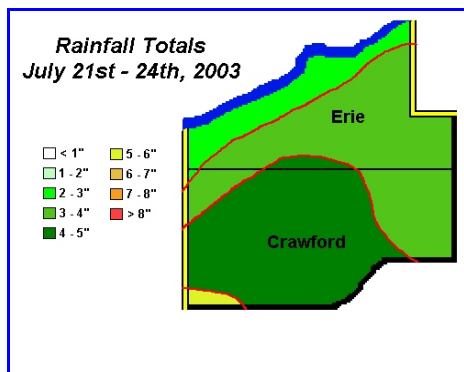 Rainfall Totals
July 21st - 24th, 2003
Erie
< 1"
1 - 2"
2 - 3"
3 - 4"
4 - 5"
5 - 6"
6 - 7"
7 - 8"
> 8"
Crawford